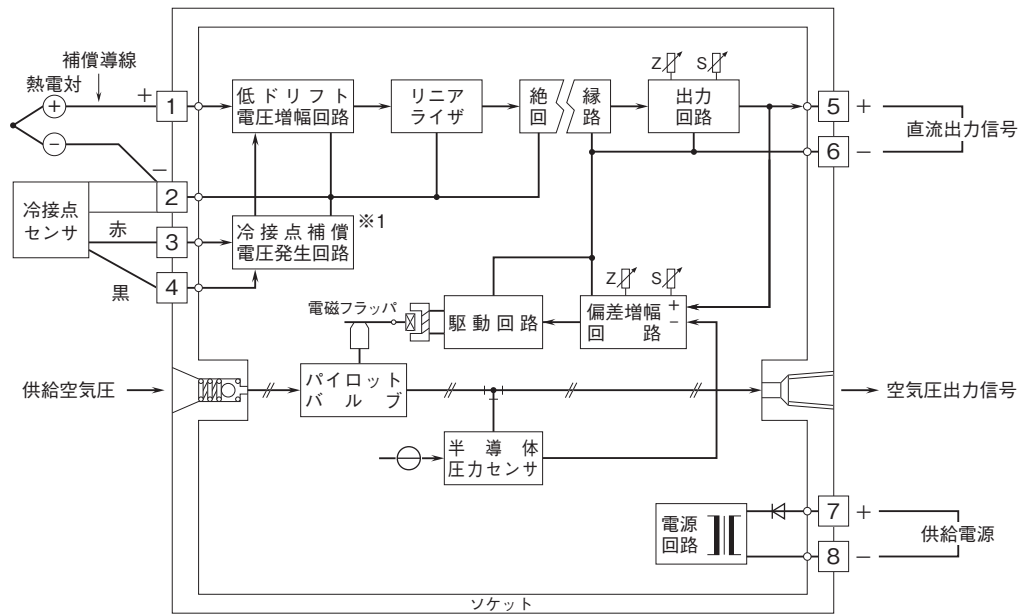 補償導線
熱電対
+
−
+
1
−
2
3
4
冷接点
センサ
赤
黒
低ドリフト
電圧増幅回路
リニア
ライザ
絶 縁
回 路
Z S
出力
回路
5 +
6 −
直流出力信号
冷接点補償
電圧発生回路
※1
Z S
電磁フラッパ
駆動回路
偏差増幅
回 路
+
−
供給空気圧
パイロット
バルブ
空気圧出力信号
半導体
圧力センサ
電源
回路
7 +
8 −
供給電源
ソケット